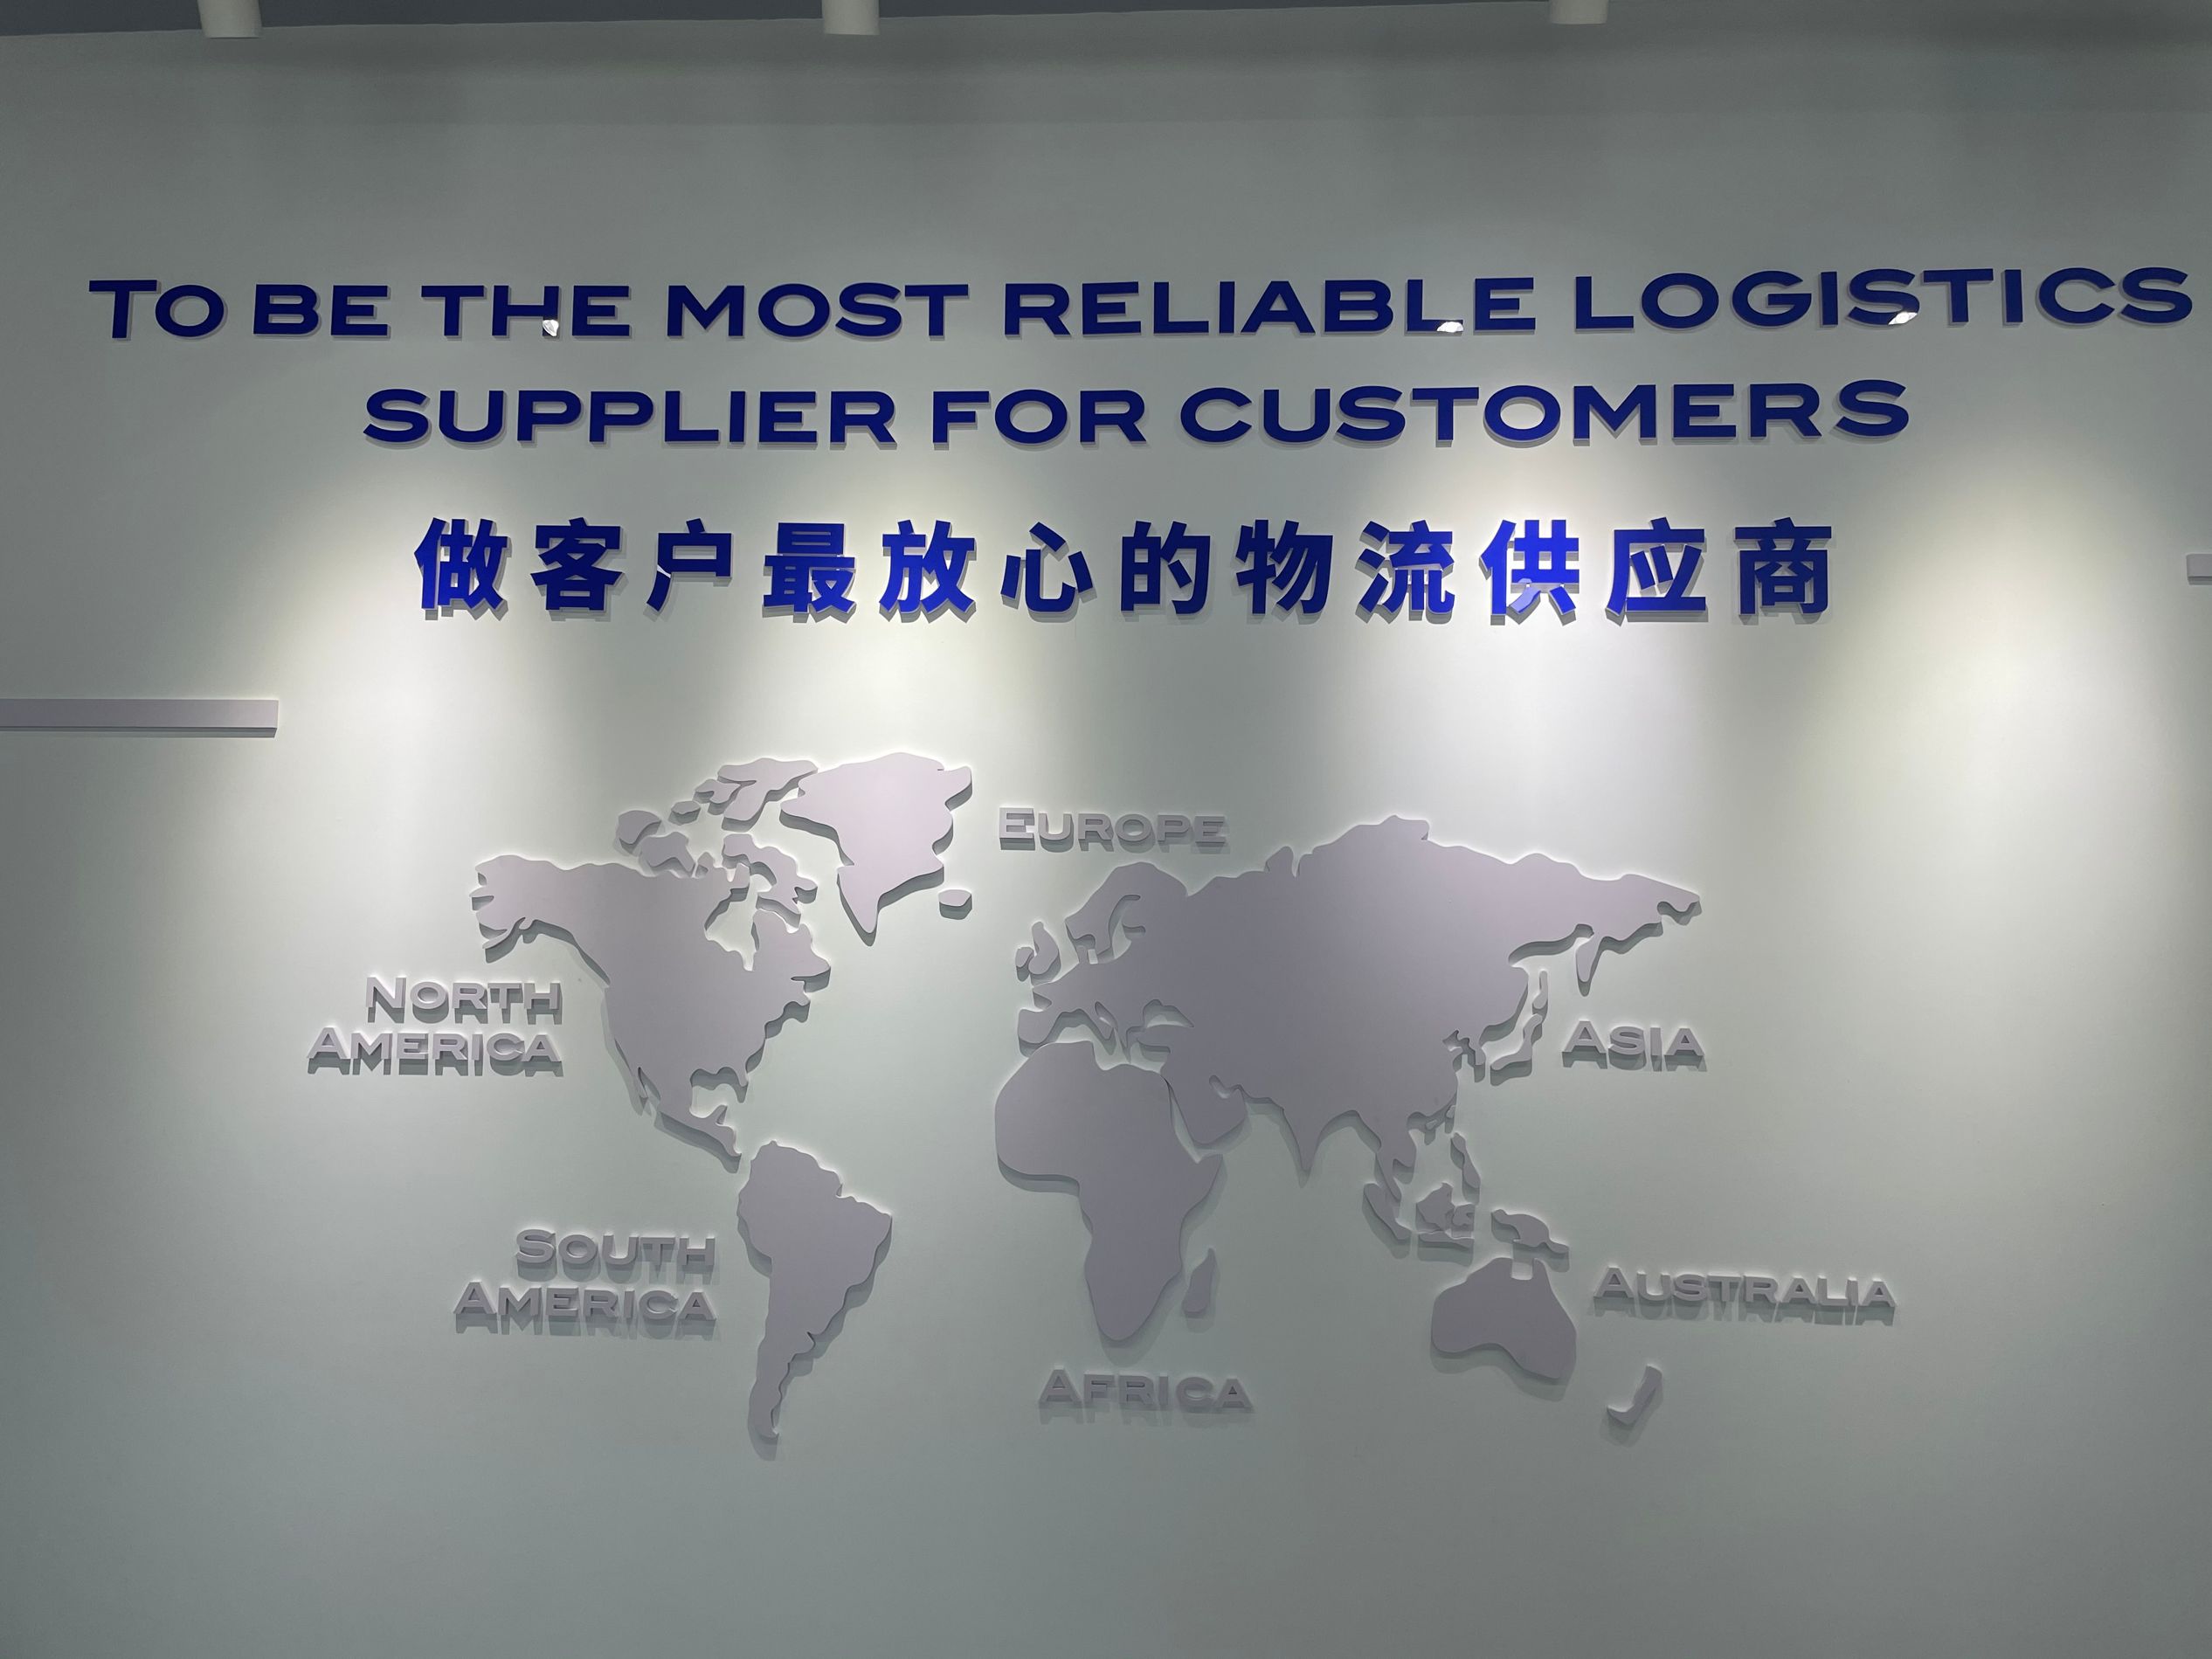 TO BE THE MOST RELIABLE LOGISTICS
SUPPLIER FOR CUSTOMERS
做客户最放心的物流供应商
EUROPE
NORTH
AMERICA
ASIA
SOUTH
AMERICA
AUSTRALIA
AFRICA